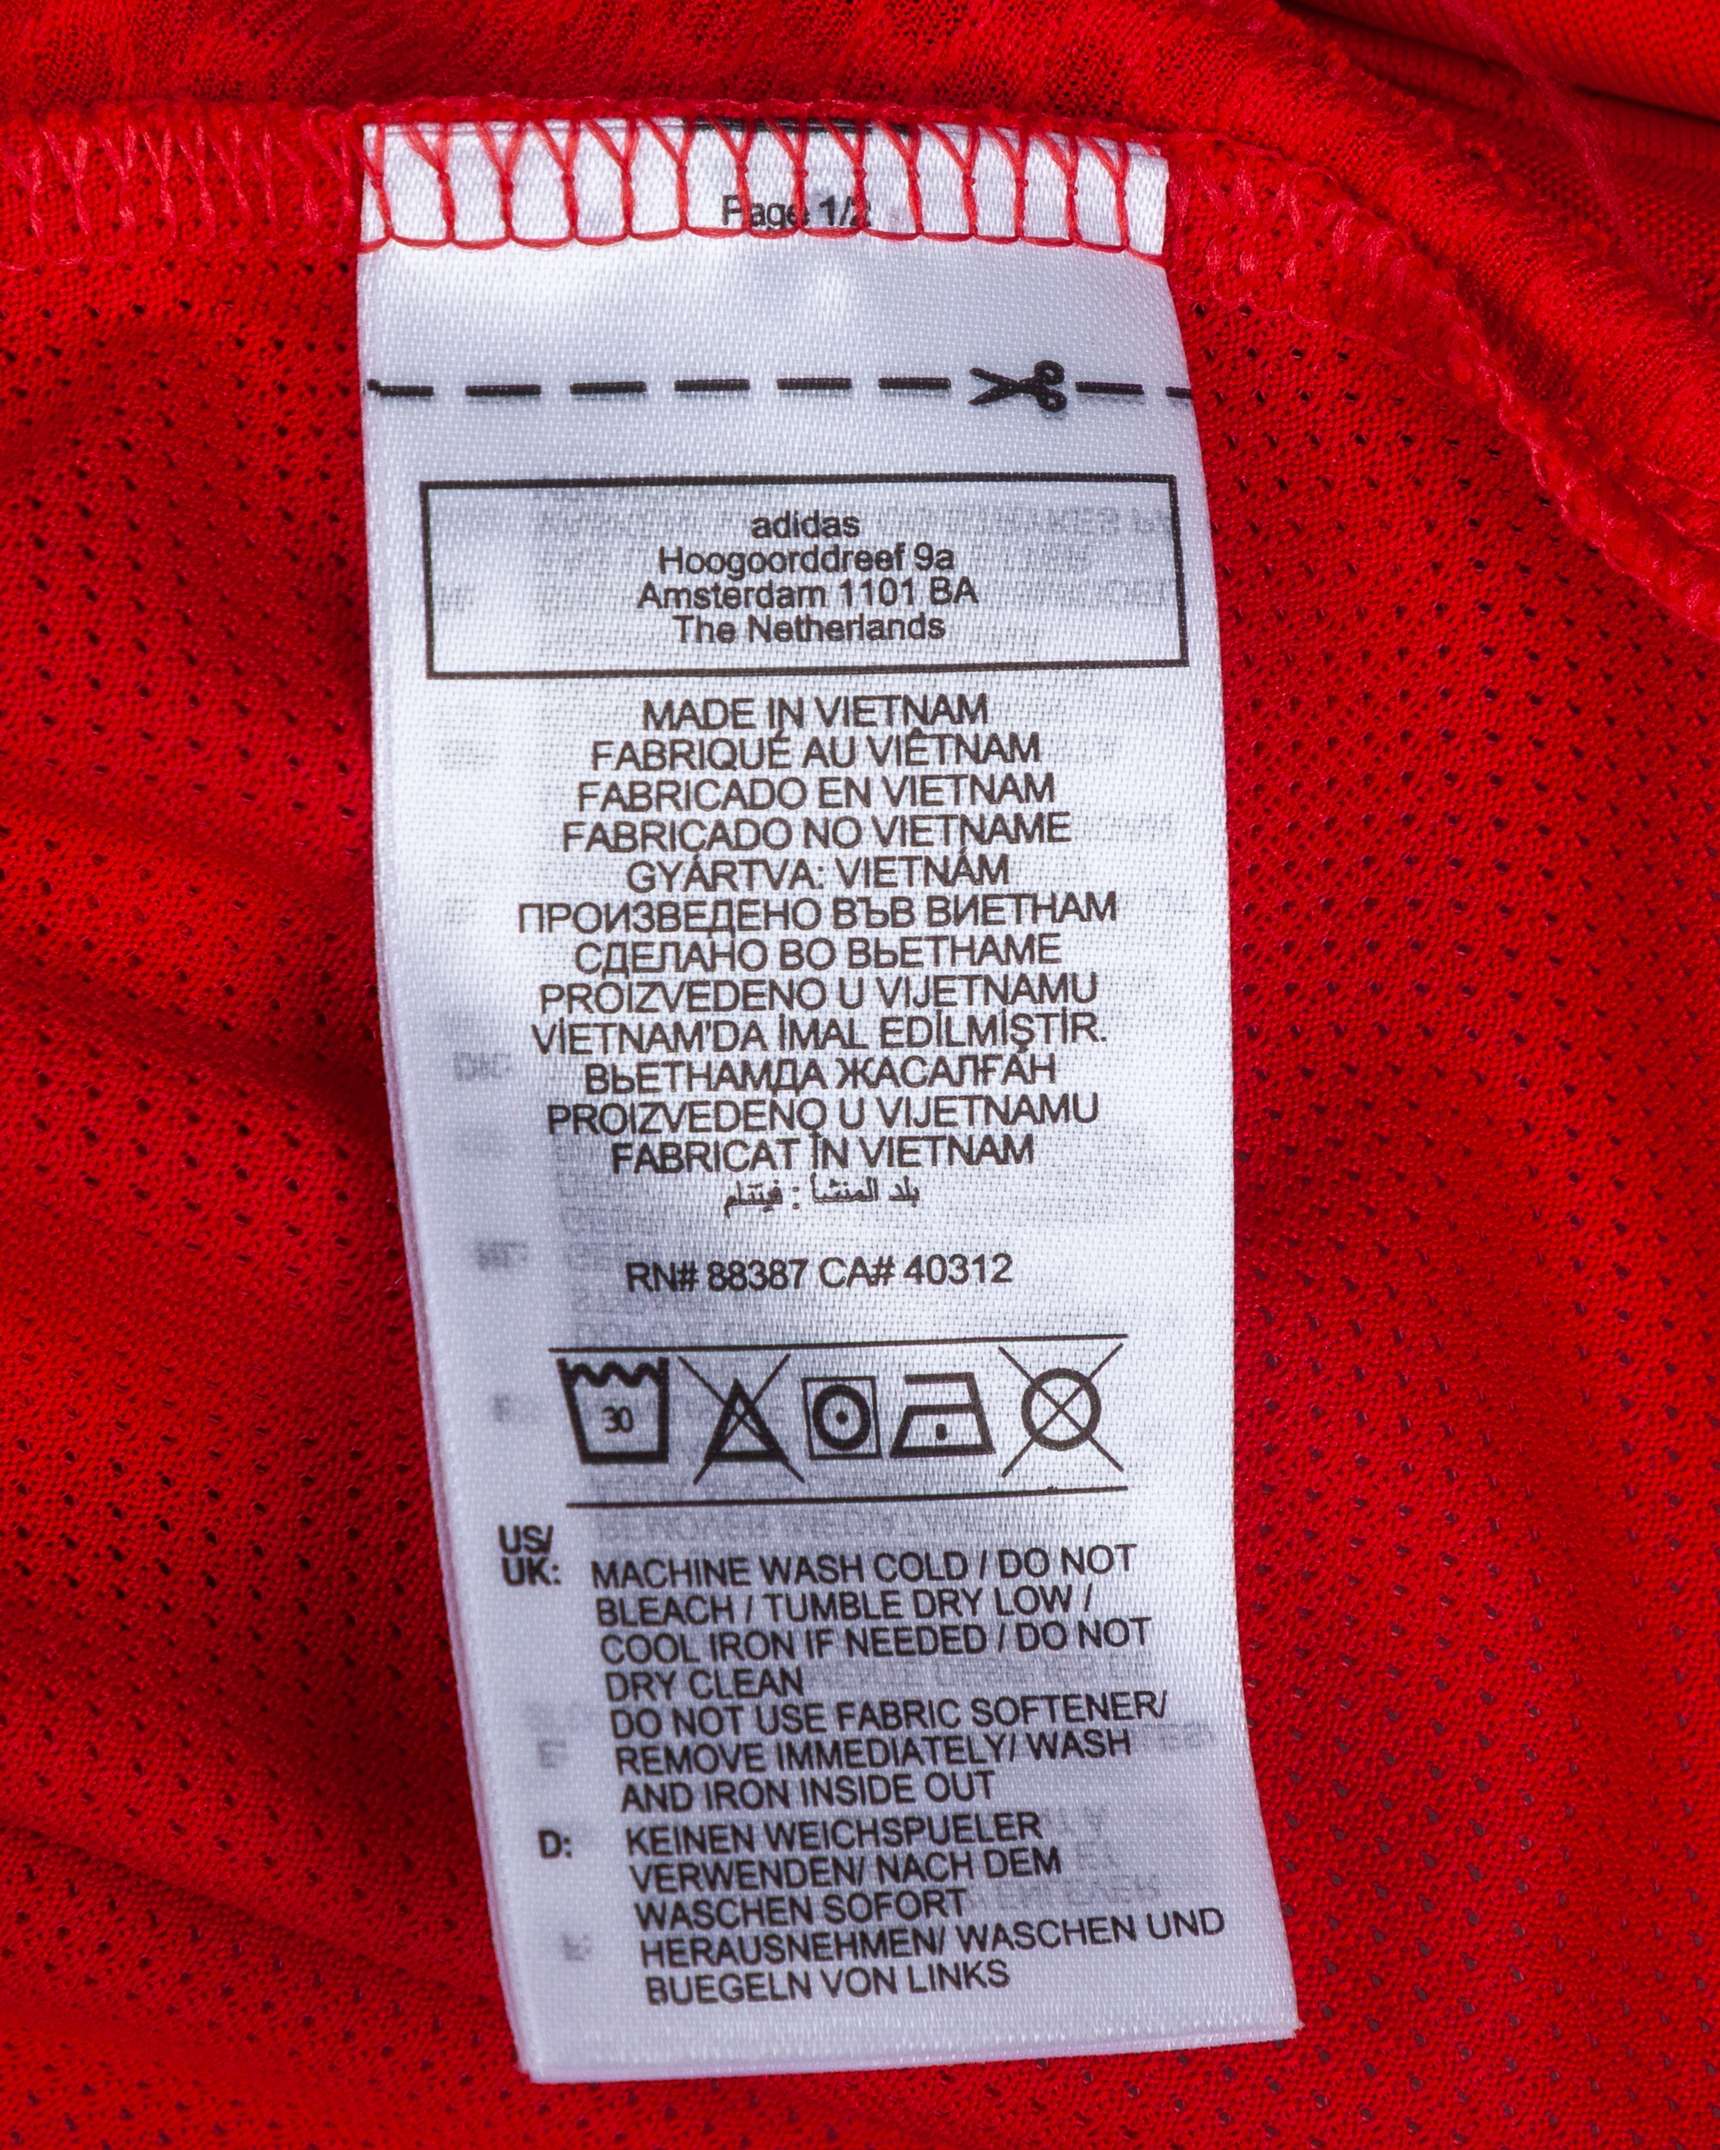 Page 1/2
adidas
Hoogoorddreef 9a
Amsterdam 1101 BA
The Netherlands
MADE IN VIETNAM
FABRIQUÉ AU VIÊTNAM
FABRICADO EN VIETNAM
FABRICADO NO VIETNAME
GYÁRTVA: VIETNÁM
ПРОИЗВЕДЕНО ВЪВ ВИЕТНАМ
СДЕЛАНО ВО ВЬЕТНАМЕ
PROIZVEDENO U VIJETNAMU
VİETNAM'DA İMAL EDİLMİŞTİR.
ВЬЕТНАМДА ЖАСАЛҒАН
PROIZVEDENO U VIJETNAMU
FABRICAT ÎN VIETNAM
بلد المنشأ : فيتنام
RN# 88387 CA# 40312
30
US/
UK: MACHINE WASH COLD / DO NOT
BLEACH / TUMBLE DRY LOW /
COOL IRON IF NEEDED / DO NOT
DRY CLEAN
DO NOT USE FABRIC SOFTENER/
REMOVE IMMEDIATELY/ WASH
AND IRON INSIDE OUT
D: KEINEN WEICHSPUELER
VERWENDEN/ NACH DEM
WASCHEN SOFORT
HERAUSNEHMEN/ WASCHEN UND
BUEGELN VON LINKS